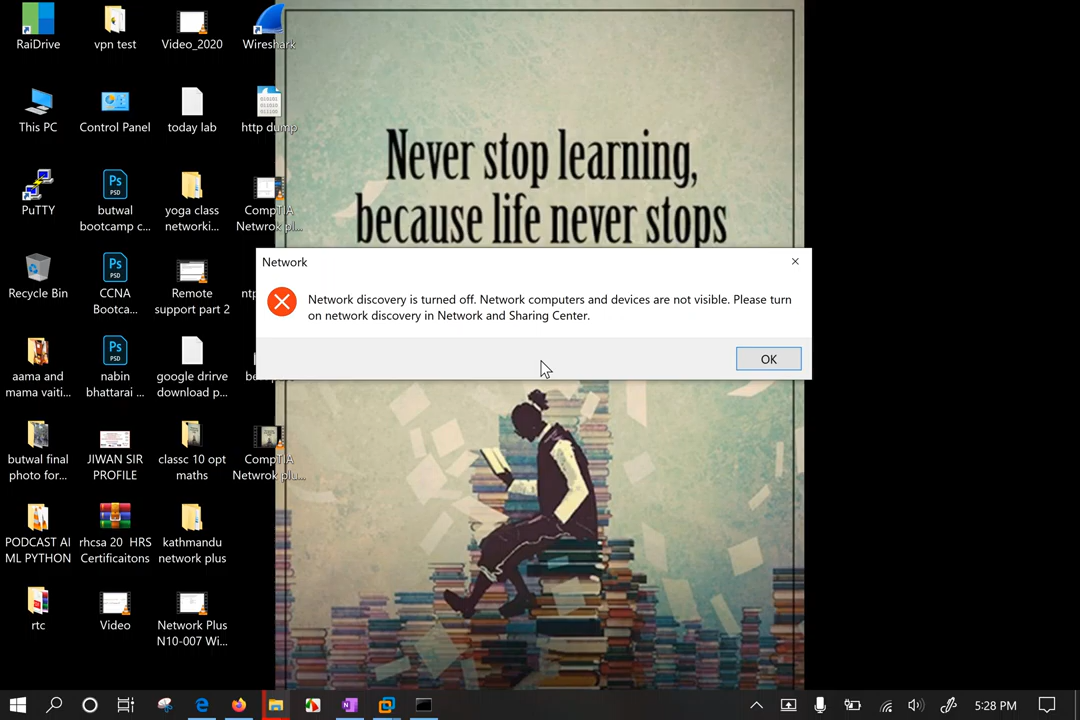 RaiDrive
vpn test
Video_2020
Wireshark
This PC
Control Panel
today lab
http dump
PuTTY
butwal
bootcamp c...
yoga class
networki...
CompTIA
Netwrok pl...
Recycle Bin
CCNA
Bootca...
Remote
support part 2
ntp
aama and
mama vaiti...
nabin
bhattarai ...
google drirve
download p...
butwal final
photo for...
JIWAN SIR
PROFILE
classc 10 opt
maths
CompTIA
Netwrok plu...
PODCAST AI
ML PYTHON
rhcsa 20 HRS
Certificaitons
kathmandu
network plus
rtc
Video
Network Plus
N10-007 Wi...
Never stop learning,
because life never stops
Network
Network discovery is turned off. Network computers and devices are not visible. Please turn
on network discovery in Network and Sharing Center.
OK
5:28 PM